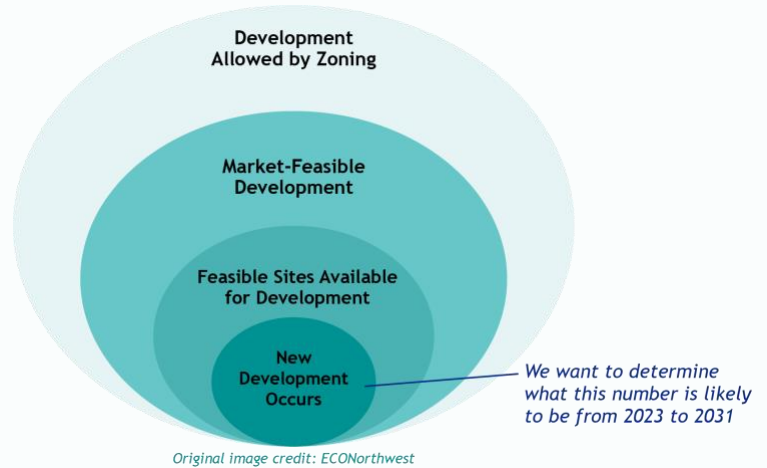 Development
Allowed by Zoning
Market-Feasible
Development
Feasible Sites Available
for Development
New
Development
Occurs
We want to determine
what this number is likely
to be from 2023 to 2031
Original image credit: ECONorthwest